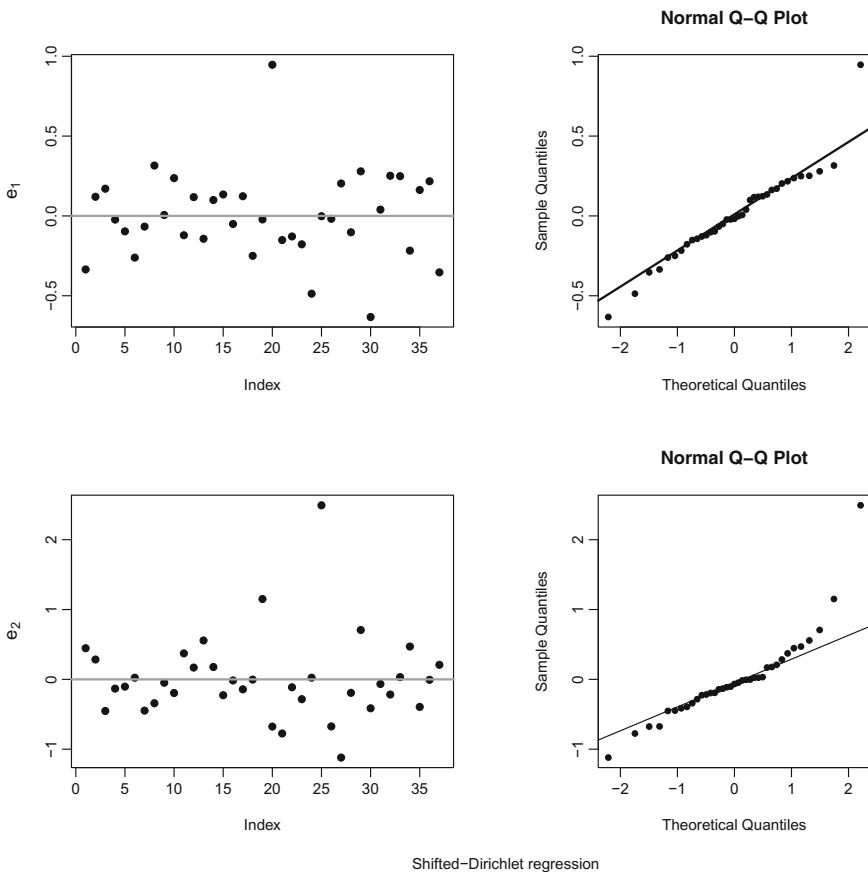 Normal Q−Q Plot
e1
1.0
0.5
0.0
−0.5
0 5 10 15 20 25 30 35
Index
Sample Quantiles
1.0
0.5
0.0
−0.5
−2 −1 0 1 2
Theoretical Quantiles
Normal Q−Q Plot
e2
2
1
0
−1
0 5 10 15 20 25 30 35
Index
Sample Quantiles
2
1
0
−1
−2 −1 0 1 2
Theoretical Quantiles
Shifted−Dirichlet regression